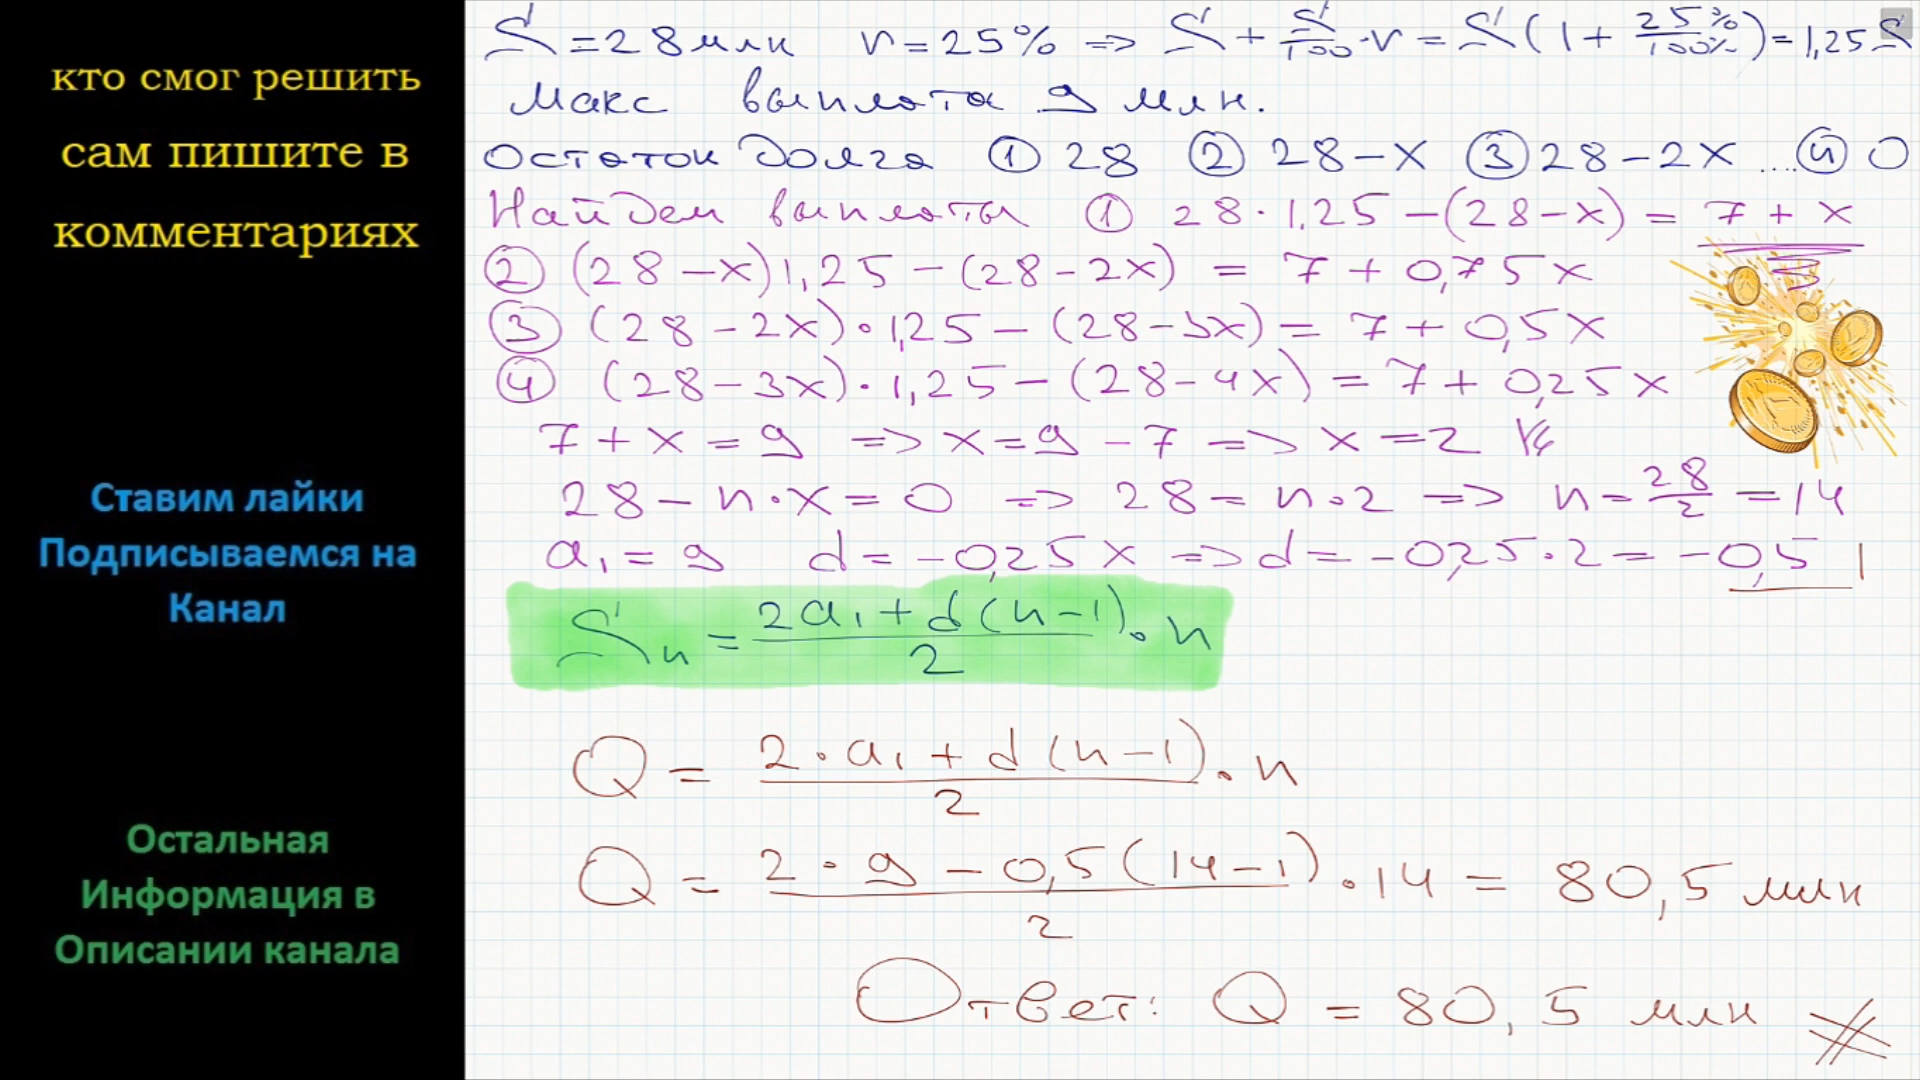 кто смог решить
сам пишите в
комментариях
Ставим лайки
Подписываемся на
Канал
Остальная
Информация в
Описании канала
S = 28 млн r = 25% => S + S/100 · r = S(1 + 25%/100%) = 1,25 S
Макс выплата 9 млн.
Остаток долга ① 28 ② 28 - x ③ 28 - 2x .... ④ 0
Найдем выплаты ① 28 · 1,25 - (28 - x) = 7 + x
② (28 - x) 1,25 - (28 - 2x) = 7 + 0,75x
③ (28 - 2x) · 1,25 - (28 - 3x) = 7 + 0,5x
④ (28 - 3x) · 1,25 - (28 - 4x) = 7 + 0,25x
7 + x = 9 => x = 9 - 7 => x = 2
28 - n · x = 0 => 28 = n · 2 => n = 28/2 = 14
a₁ = 9 d = -0,25x => d = -0,25 · 2 = -0,5
Sₙ = (2a₁ + d(n-1))/2 · n
Q = (2 · a₁ + d(n-1))/2 · n
Q = (2 · 9 - 0,5(14-1))/2 · 14 = 80,5 млн
Ответ: Q = 80,5 млн